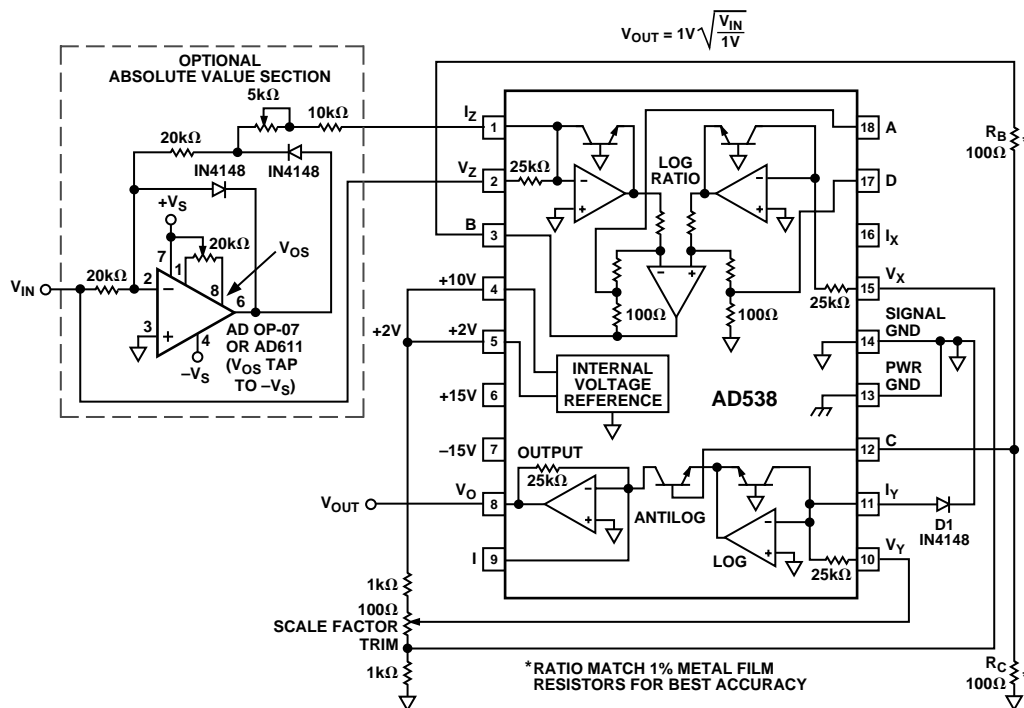 V_OUT = 1V √(V_IN / 1V)
OPTIONAL
ABSOLUTE VALUE SECTION
5kΩ
10kΩ
20kΩ
IN4148
IN4148
+V_S
20kΩ
V_OS
7
1
8
V_IN
20kΩ
2
–
6
3
+
4
–V_S
AD OP-07
OR AD611
(V_OS TAP
TO –V_S)
I_Z
1
V_Z
2
25kΩ
B
3
+10V
4
+2V
+2V
5
+15V
6
–15V
7
V_O
8
V_OUT
I
9
–
+
LOG
RATIO
–
+
–
+
100Ω
100Ω
INTERNAL
VOLTAGE
REFERENCE
AD538
OUTPUT
25kΩ
–
+
ANTILOG
LOG
–
+
25kΩ
25kΩ
18
A
17
D
16
I_X
V_X
15
SIGNAL
GND
14
PWR
GND
13
C
12
I_Y
11
D1
IN4148
V_Y
10
R_B
100Ω
*
1kΩ
100Ω
SCALE FACTOR
TRIM
1kΩ
*RATIO MATCH 1% METAL FILM
RESISTORS FOR BEST ACCURACY
R_C
100Ω
*